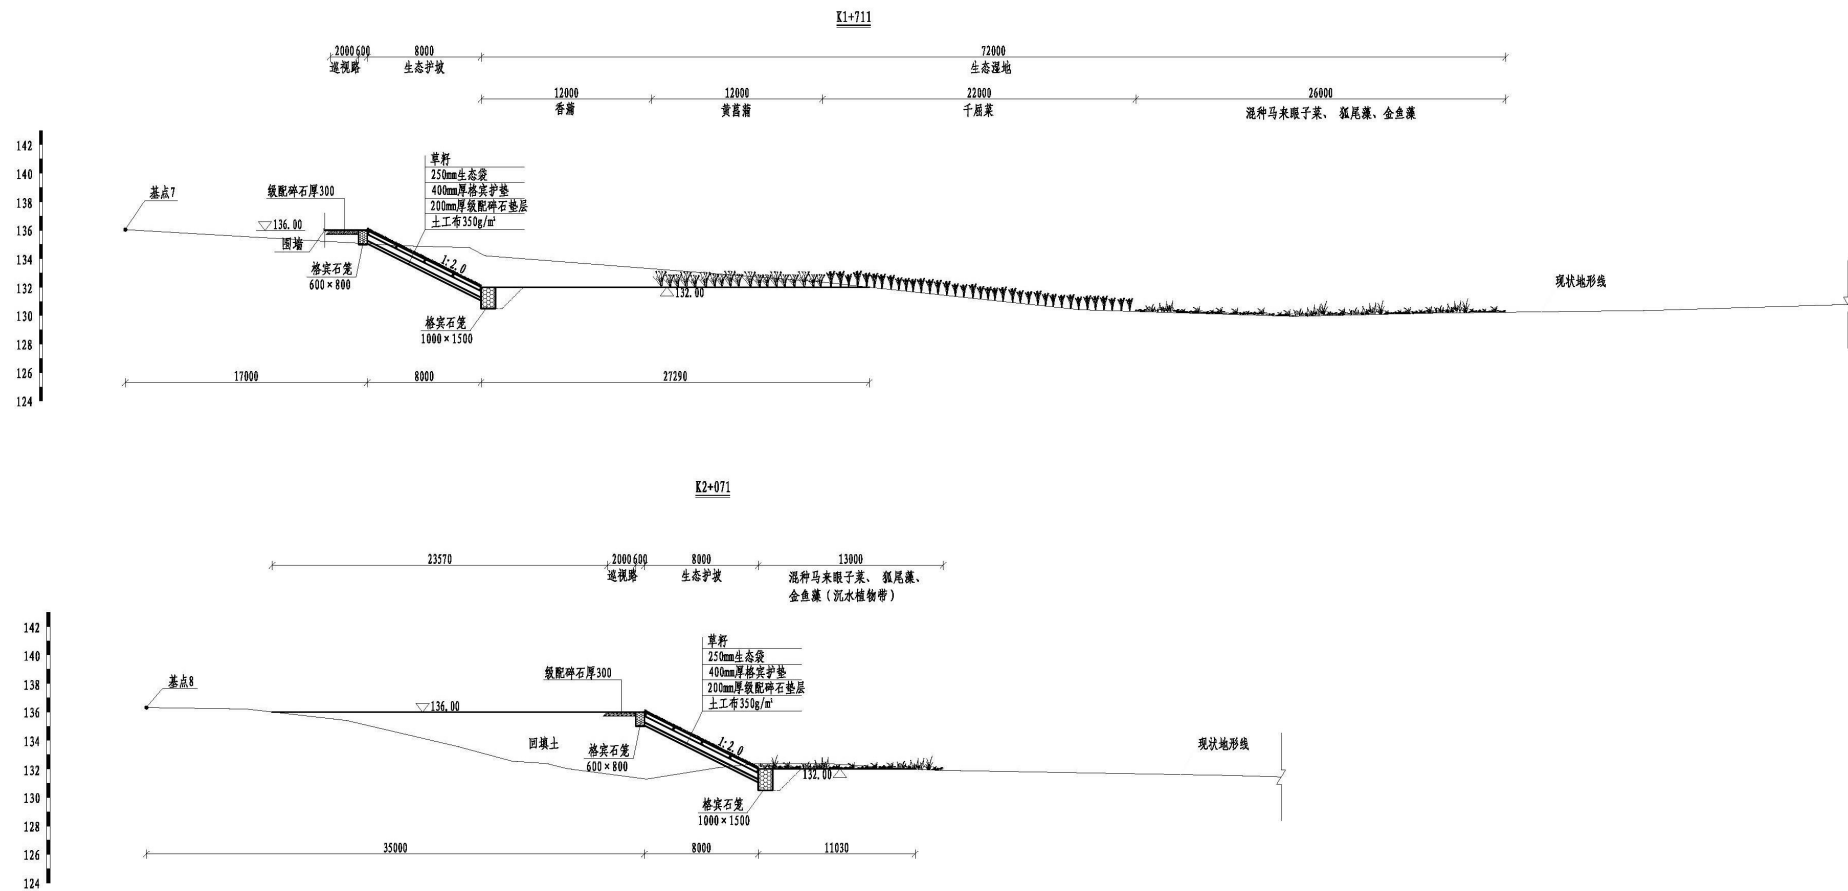 K1+711
2000 600 8000 72000
巡视路 生态护坡 生态湿地
12000 12000 22000 26000
香蒲 黄菖蒲 千屈菜 混种马来眼子菜、 狐尾藻、金鱼藻
142
140
138
136
134
132
130
128
126
124
基点7
级配碎石厚300
136.00
围墙
草籽
250mm生态袋
400mm厚格宾护垫
200mm厚级配碎石垫层
土工布350g/m²
1:2.0
格宾石笼
600×800
132.00
格宾石笼
1000×1500
现状地形线
17000 8000 27290
K2+071
23570 2000 600 8000 13000
巡视路 生态护坡 混种马来眼子菜、 狐尾藻、
金鱼藻（沉水植物带）
142
140
138
136
134
132
130
128
126
124
基点8
级配碎石厚300
136.00
草籽
250mm生态袋
400mm厚格宾护垫
200mm厚级配碎石垫层
土工布350g/m²
1:2.0
回填土
格宾石笼
600×800
132.00
格宾石笼
1000×1500
现状地形线
35000 8000 11030